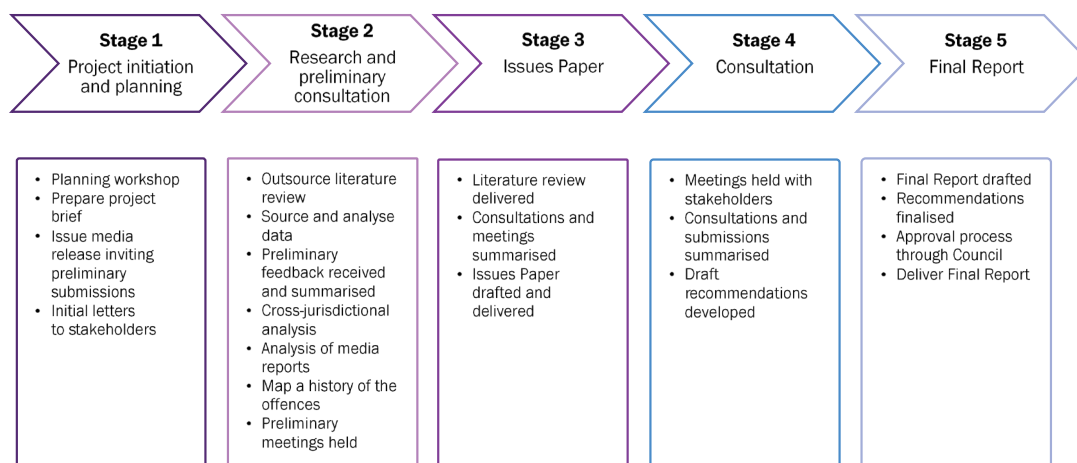 Stage 1
Project initiation
and planning
Stage 2
Research and
preliminary
consultation
Stage 3
Issues Paper
Stage 4
Consultation
Stage 5
Final Report
• Planning workshop
• Prepare project
brief
• Issue media
release inviting
preliminary
submissions
• Initial letters
to stakeholders
• Outsource literature
review
• Source and analyse
data
• Preliminary
feedback received
and summarised
• Cross-jurisdictional
analysis
• Analysis of media
reports
• Map a history of the
offences
• Preliminary
meetings held
• Literature review
delivered
• Consultations and
meetings
summarised
• Issues Paper
drafted and
delivered
• Meetings held with
stakeholders
• Consultations and
submissions
summarised
• Draft
recommendations
developed
• Final Report drafted
• Recommendations
finalised
• Approval process
through Council
• Deliver Final Report